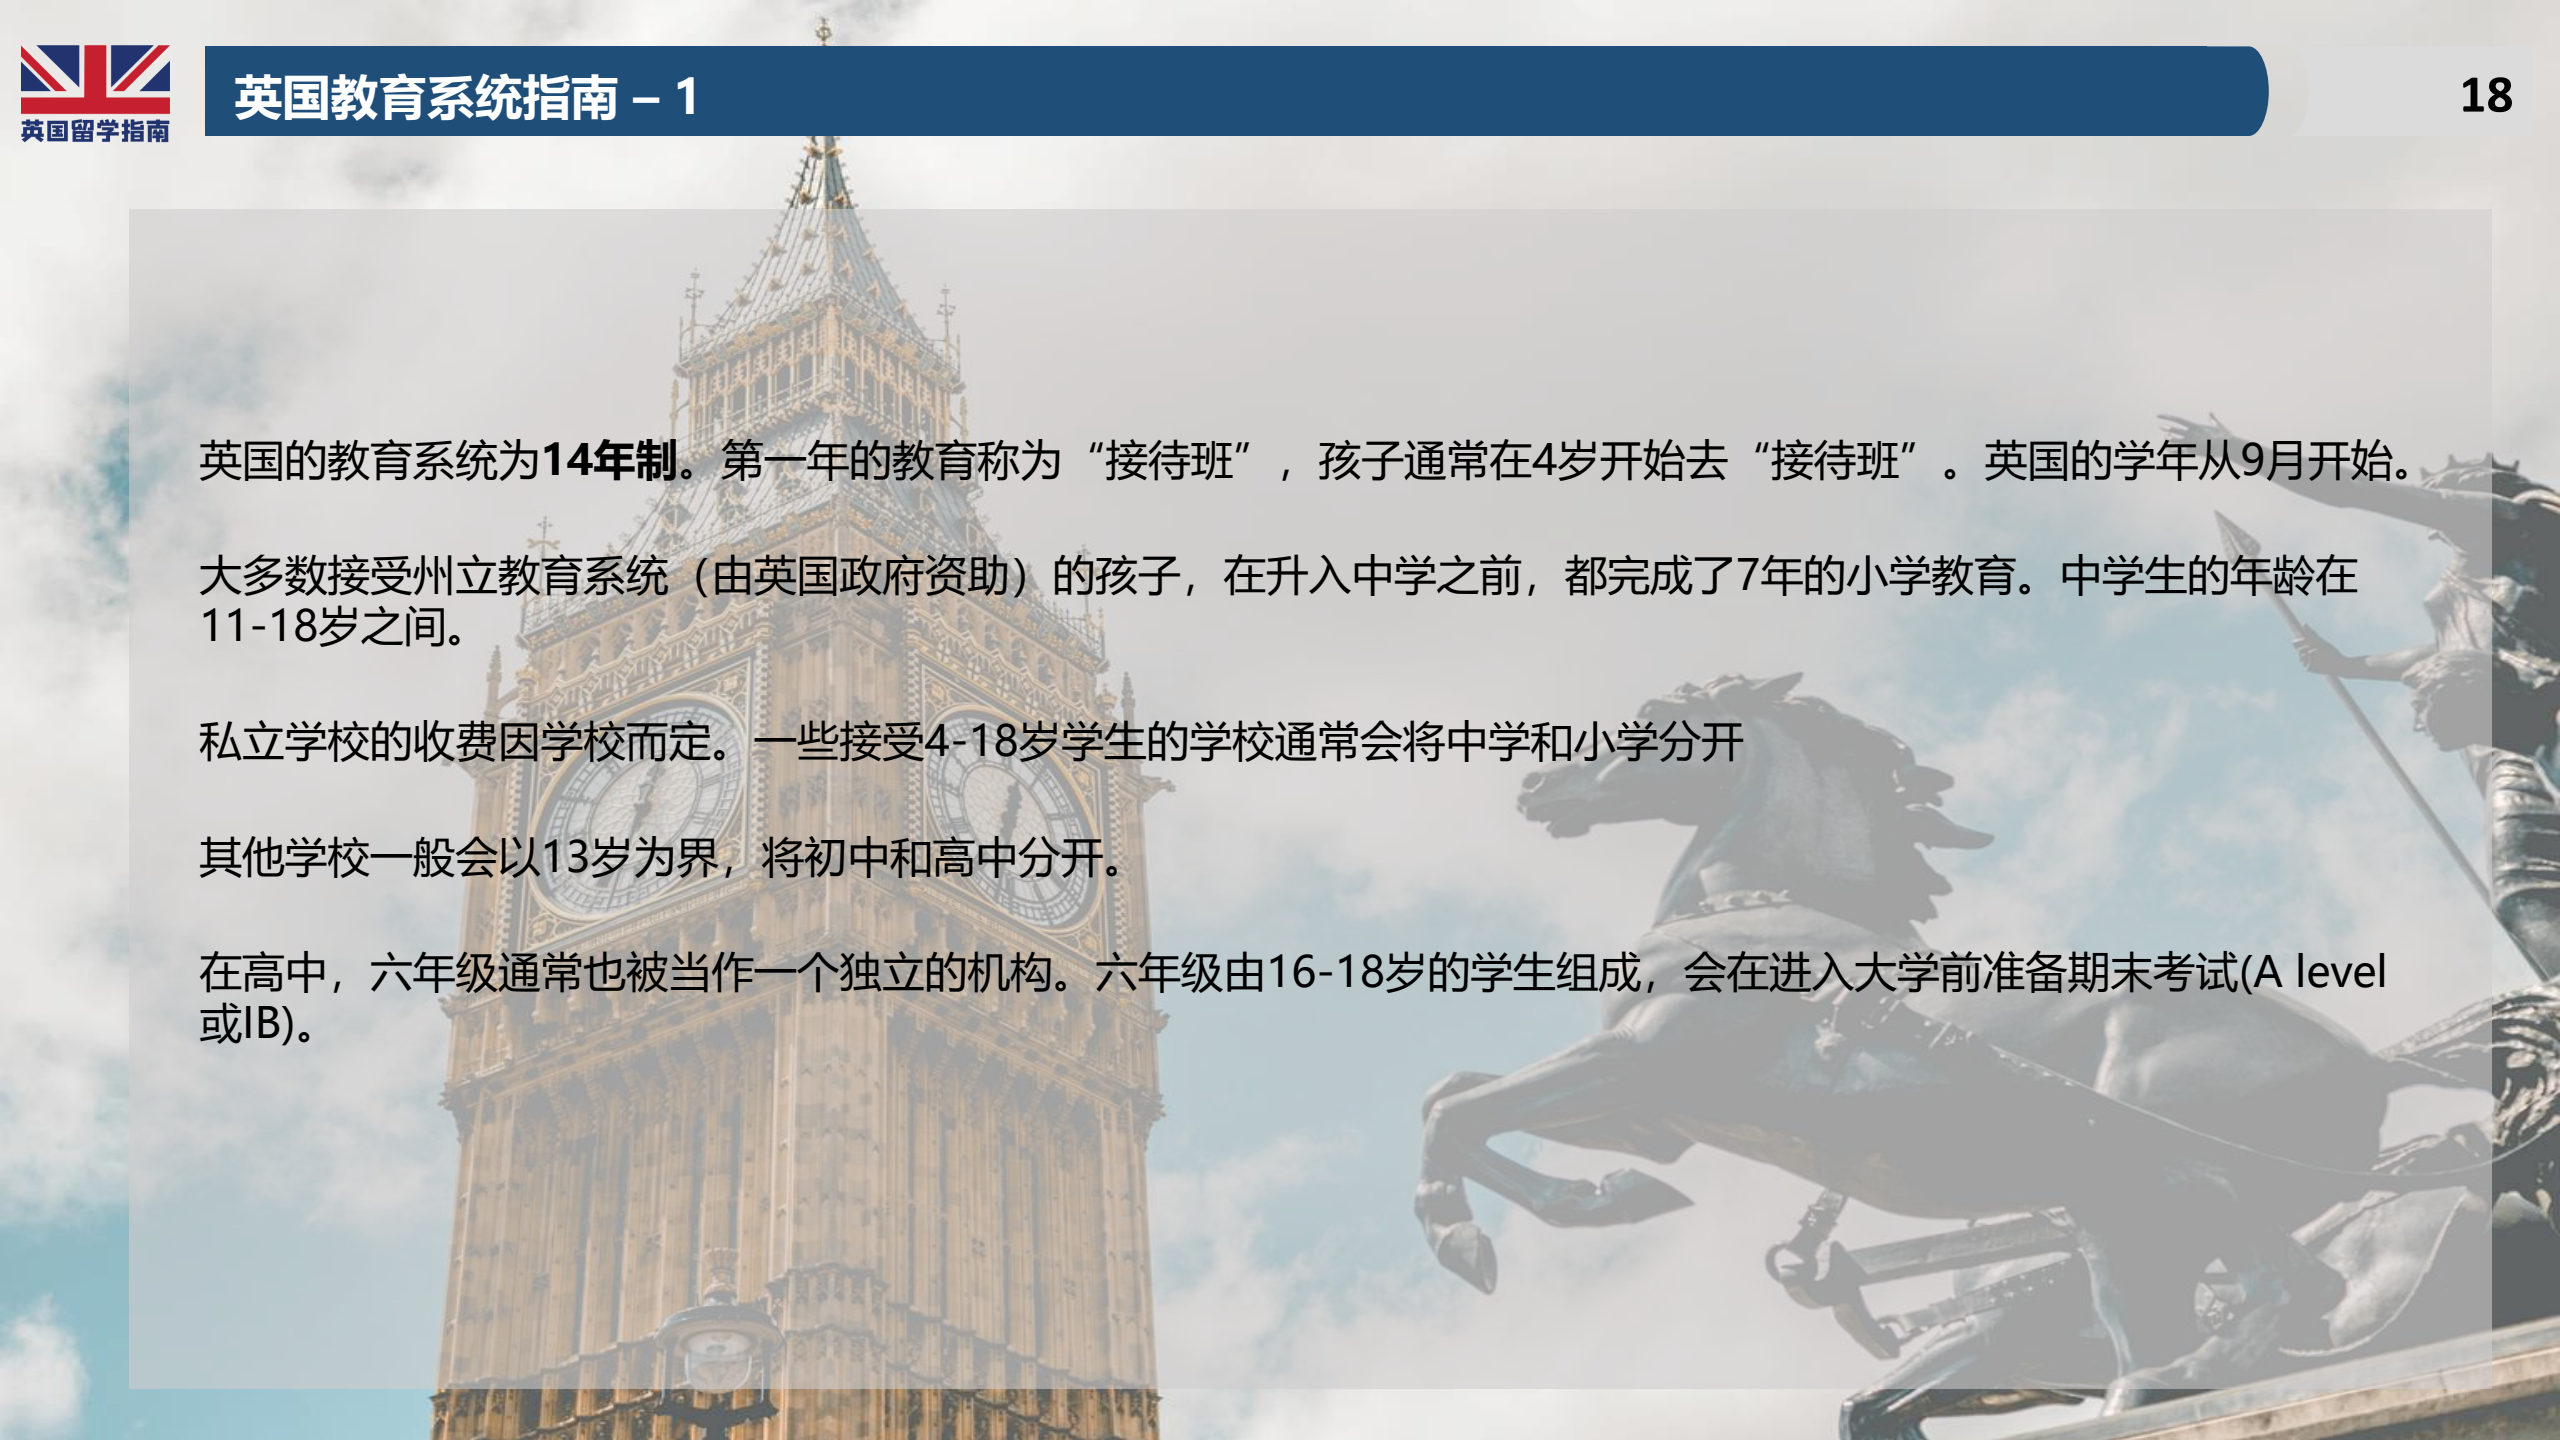 英国留学指南
英国教育系统指南 – 1
18
英国的教育系统为14年制。第一年的教育称为“接待班”，孩子通常在4岁开始去“接待班”。英国的学年从9月开始。
大多数接受州立教育系统（由英国政府资助）的孩子，在升入中学之前，都完成了7年的小学教育。中学生的年龄在
11-18岁之间。
私立学校的收费因学校而定。一些接受4-18岁学生的学校通常会将中学和小学分开
其他学校一般会以13岁为界，将初中和高中分开。
在高中，六年级通常也被当作一个独立的机构。六年级由16-18岁的学生组成，会在进入大学前准备期末考试(A level
或IB)。